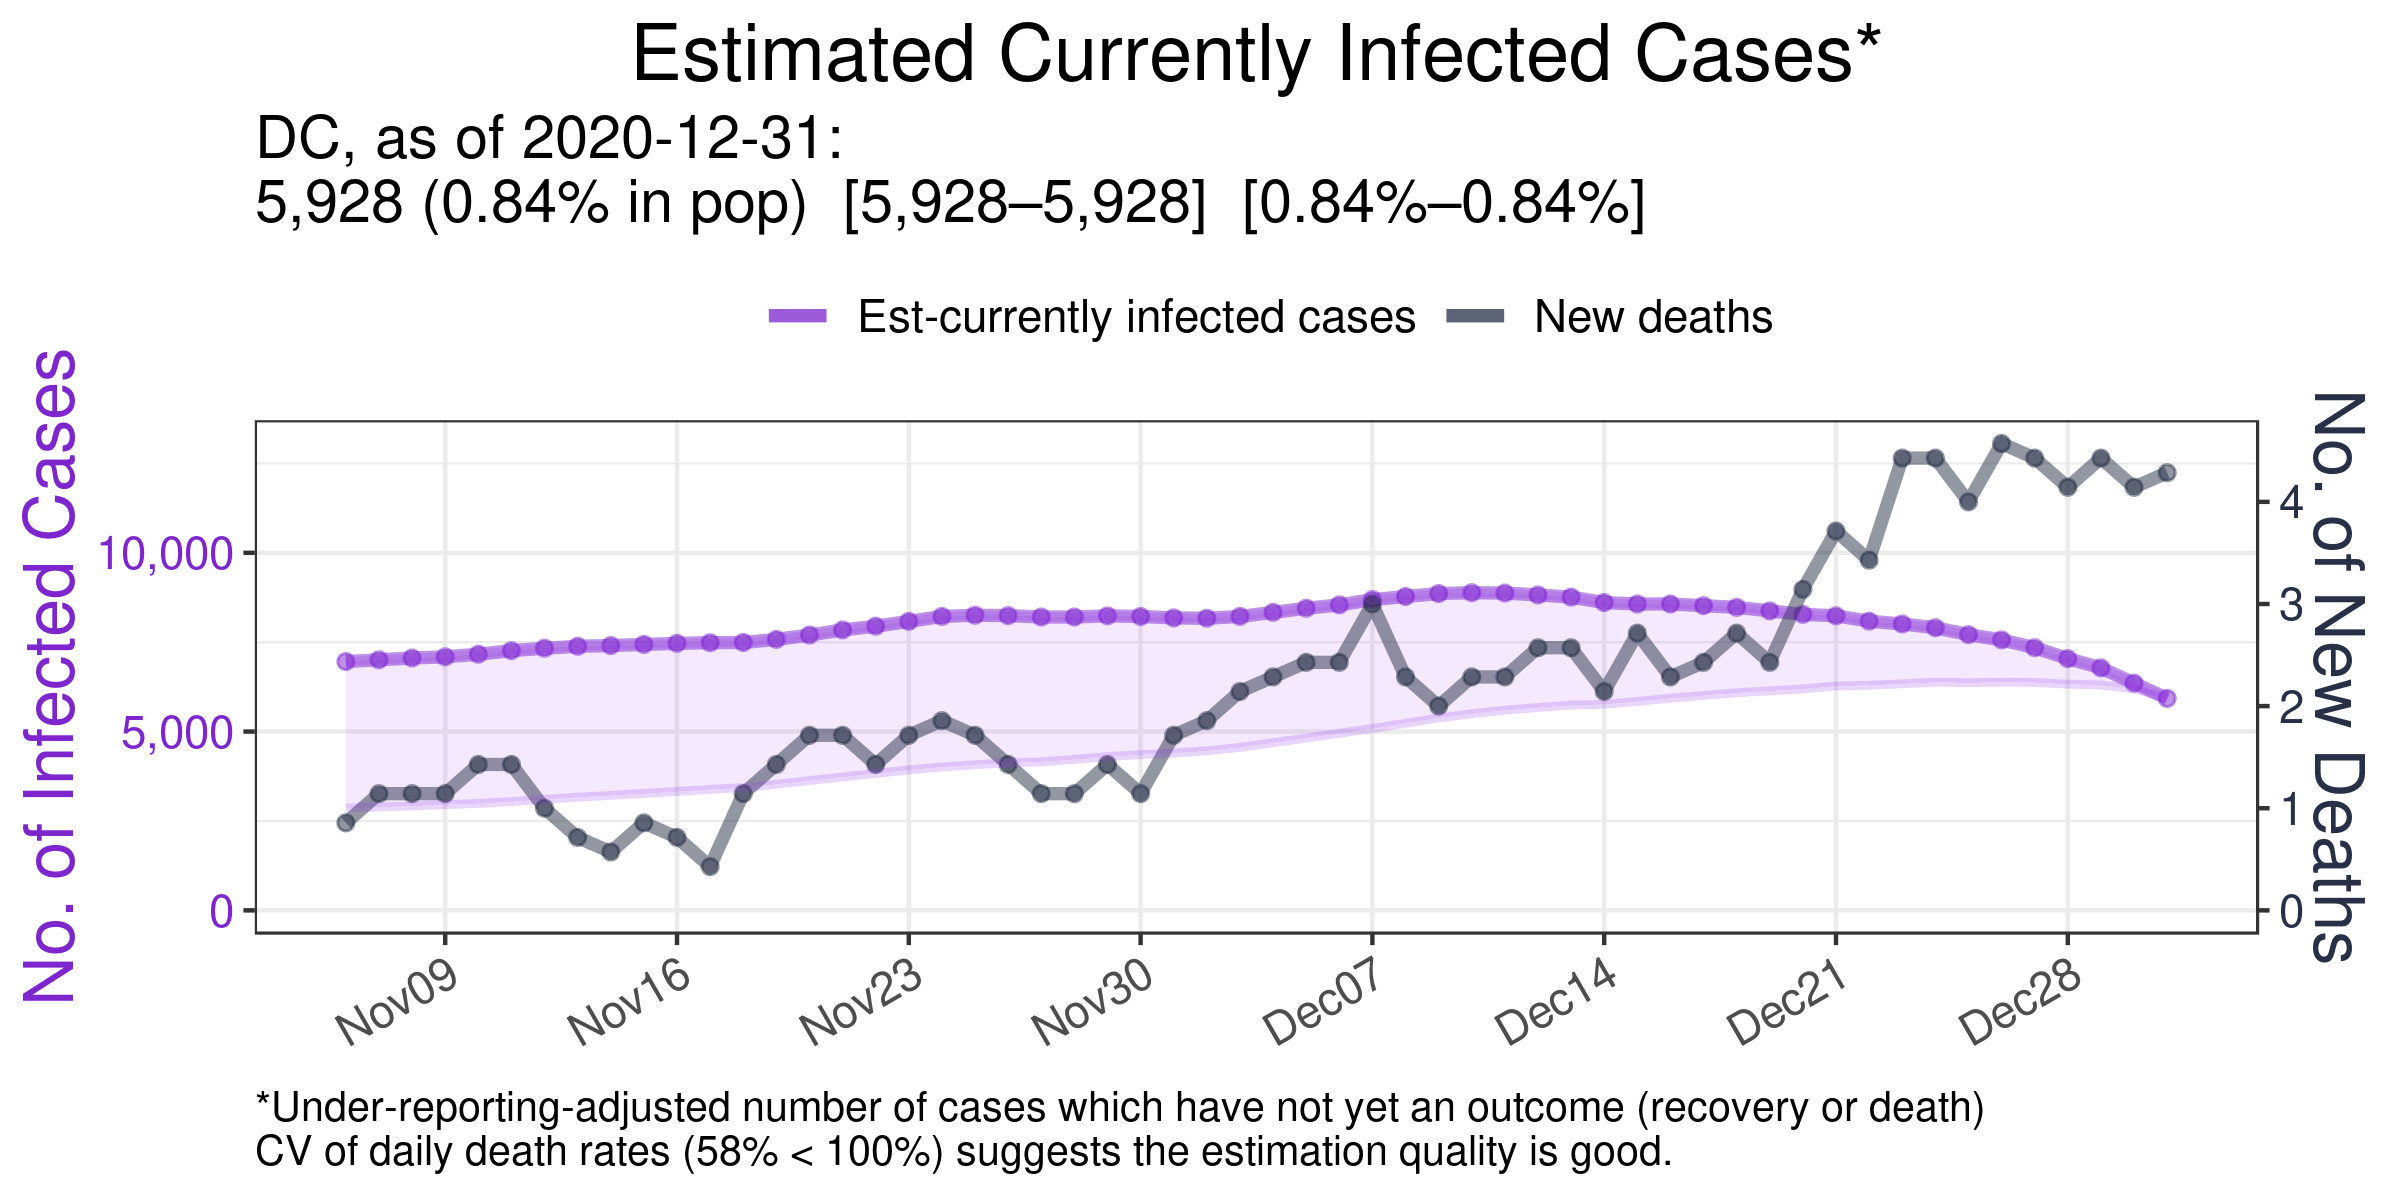 Estimated Currently Infected Cases*
DC, as of 2020-12-31:
5,928 (0.84% in pop)  [5,928–5,928]  [0.84%–0.84%]
Est-currently infected cases
New deaths
No. of Infected Cases
10,000
5,000
0
No. of New Deaths
4
3
2
1
0
Nov09
Nov16
Nov23
Nov30
Dec07
Dec14
Dec21
Dec28
*Under-reporting-adjusted number of cases which have not yet an outcome (recovery or death)
CV of daily death rates (58% < 100%) suggests the estimation quality is good.